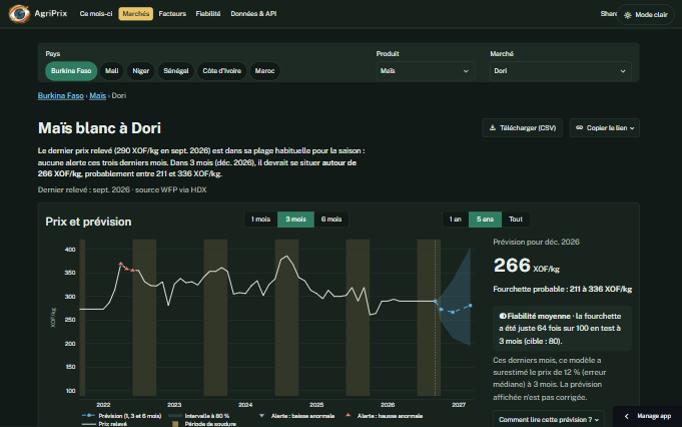 AgriPrix
Ce mois-ci
Marchés
Facteurs
Fiabilité
Données & API
Share
Mode clair
Pays
Burkina Faso
Mali
Niger
Sénégal
Côte d'Ivoire
Maroc
Produit
Maïs
Marché
Dori
Burkina Faso › Maïs › Dori
Maïs blanc à Dori
Télécharger (CSV)
Copier le lien
Le dernier prix relevé (290 XOF/kg en sept. 2026) est dans sa plage habituelle pour la saison :
aucune alerte ces trois derniers mois. Dans 3 mois (déc. 2026), il devrait se situer autour de
266 XOF/kg, probablement entre 211 et 336 XOF/kg.
Dernier relevé : sept. 2026 · source WFP via HDX
Prix et prévision
1 mois
3 mois
6 mois
1 an
5 ans
Tout
400
350
300
250
200
150
100
XOF/kg
2022
2023
2024
2025
2026
2027
Prévision (1, 3 et 6 mois)
Intervalle à 80 %
Alerte : baisse anormale
Alerte : hausse anormale
Prix relevé
Période de soudure
Prévision pour déc. 2026
266 XOF/kg
Fourchette probable : 211 à 336 XOF/kg
Fiabilité moyenne · la fourchette
a été juste 64 fois sur 100 en test à
3 mois (cible : 80).
Ces derniers mois, ce modèle a
surestimé le prix de 12 % (erreur
médiane) à 3 mois. La prévision
affichée n'est pas corrigée.
Comment lire cette prévision ?
Manage app